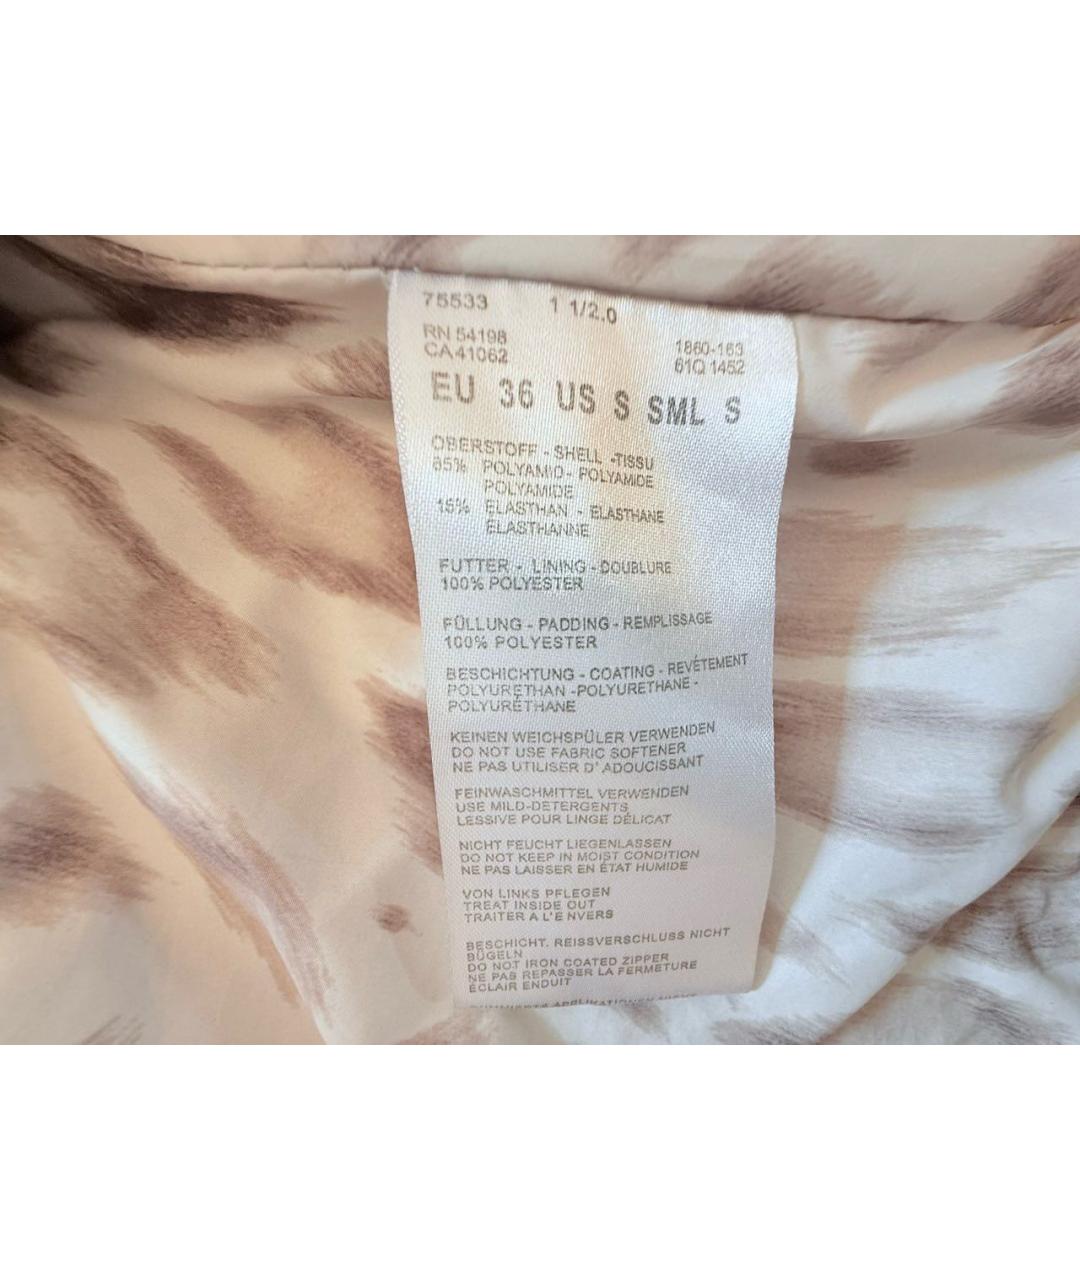 75533 1 1/2.0
RN 54198
CA 41062
1860-163
61Q 1452
EU 36 US S SML S
OBERSTOFF - SHELL -TISSU
85% POLYAMID - POLYAMIDE
POLYAMIDE
15% ELASTHAN - ELASTHANE
ÉLASTHANNE
FUTTER - LINING - DOUBLURE
100% POLYESTER
FÜLLUNG - PADDING - REMPLISSAGE
100% POLYESTER
BESCHICHTUNG - COATING - REVÉTEMENT
POLYURETHAN -POLYURETHANE -
POLYURÉTHANE
KEINEN WEICHSPÜLER VERWENDEN
DO NOT USE FABRIC SOFTENER
NE PAS UTILISER D' ADOUCISSANT
FEINWASCHMITTEL VERWENDEN
USE MILD-DETERGENTS
LESSIVE POUR LINGE DÉLICAT
NICHT FEUCHT LIEGENLASSEN
DO NOT KEEP IN MOIST CONDITION
NE PAS LAISSER EN ÉTAT HUMIDE
VON LINKS PFLEGEN
TREAT INSIDE OUT
TRAITER A L'E NVERS
BESCHICHT. REISSVERSCHLUSS NICHT
BÜGELN
DO NOT IRON COATED ZIPPER
NE PAS REPASSER LA FERMETURE
ÉCLAIR ENDUIT